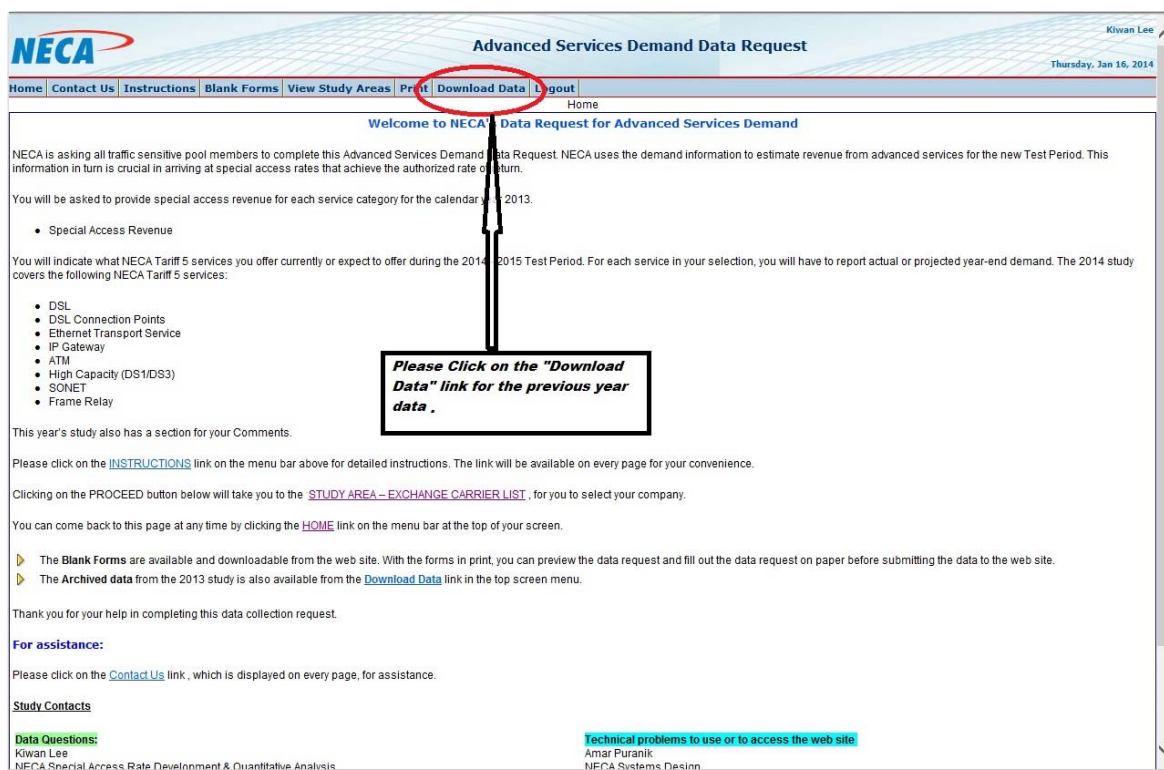 NECA
Advanced Services Demand Data Request
Kiwan Lee
Thursday, Jan 16, 2014
Home Contact Us Instructions Blank Forms View Study Areas Print Download Data Logout
Home
Welcome to NECA's Data Request for Advanced Services Demand
NECA is asking all traffic sensitive pool members to complete this Advanced Services Demand Data Request. NECA uses the demand information to estimate revenue from advanced services for the new Test Period. This
information in turn is crucial in arriving at special access rates that achieve the authorized rate of return.
You will be asked to provide special access revenue for each service category for the calendar year 2013.
• Special Access Revenue
You will indicate what NECA Tariff 5 services you offer currently or expect to offer during the 2014 2015 Test Period. For each service in your selection, you will have to report actual or projected year-end demand. The 2014 study
covers the following NECA Tariff 5 services:
• DSL
• DSL Connection Points
• Ethernet Transport Service
• IP Gateway
• ATM
• High Capacity (DS1/DS3)
• SONET
• Frame Relay
Please Click on the "Download
Data" link for the previous year
data .
This year's study also has a section for your Comments.
Please click on the INSTRUCTIONS link on the menu bar above for detailed instructions. The link will be available on every page for your convenience.
Clicking on the PROCEED button below will take you to the STUDY AREA – EXCHANGE CARRIER LIST , for you to select your company.
You can come back to this page at any time by clicking the HOME link on the menu bar at the top of your screen.
The Blank Forms are available and downloadable from the web site. With the forms in print, you can preview the data request and fill out the data request on paper before submitting the data to the web site.
The Archived data from the 2013 study is also available from the Download Data link in the top screen menu.
Thank you for your help in completing this data collection request.
For assistance:
Please click on the Contact Us link , which is displayed on every page, for assistance.
Study Contacts
Data Questions:
Kiwan Lee
NECA Special Access Rate Development & Quantitative Analysis
Technical problems to use or to access the web site
Amar Puranik
NECA Systems Design